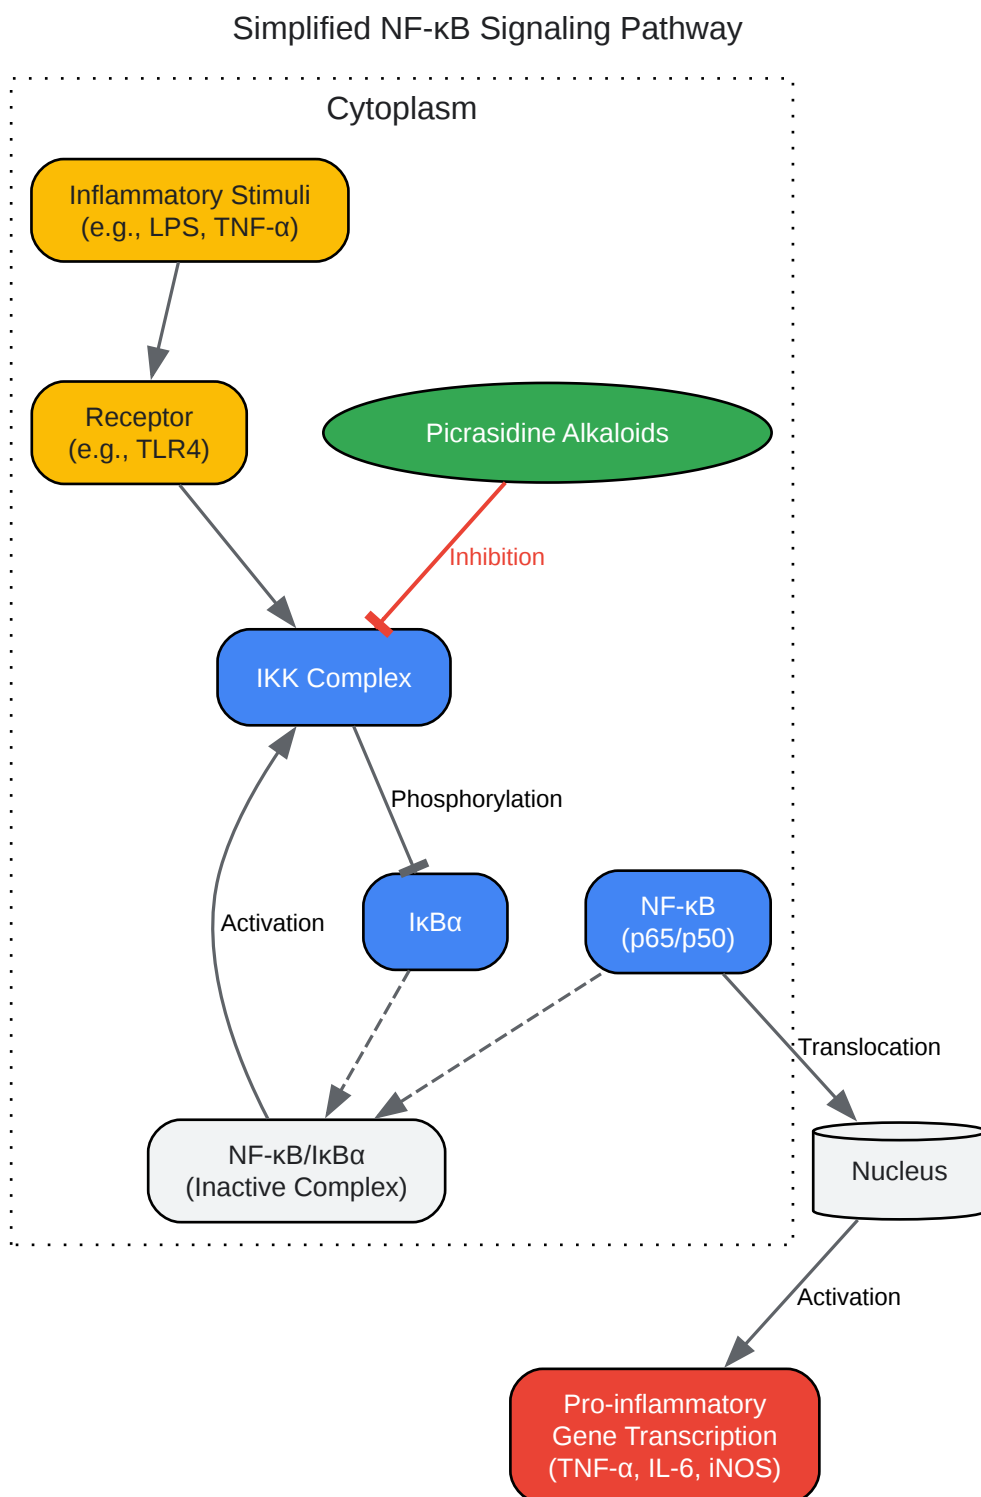 Simplified NF-κB Signaling Pathway
Cytoplasm
Inflammatory Stimuli
(e.g., LPS, TNF-α)
Receptor
(e.g., TLR4)
Picrasidine Alkaloids
Inhibition
IKK Complex
Phosphorylation
Activation
IκBα
NF-κB
(p65/p50)
Translocation
NF-κB/IκBα
(Inactive Complex)
Nucleus
Activation
Pro-inflammatory
Gene Transcription
(TNF-α, IL-6, iNOS)